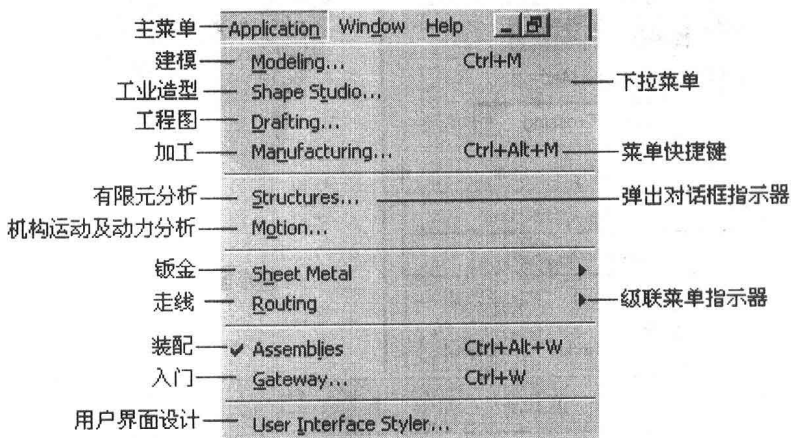 主菜单 Application Window Help
建模 Modeling... Ctrl+M
工业造型 Shape Studio... 下拉菜单
工程图 Drafting...
加工 Manufacturing... Ctrl+Alt+M 菜单快捷键
有限元分析 Structures... 弹出对话框指示器
机构运动及动力分析 Motion...
钣金 Sheet Metal
走线 Routing 级联菜单指示器
装配 Assemblies Ctrl+Alt+W
入门 Gateway... Ctrl+W
用户界面设计 User Interface Styler...